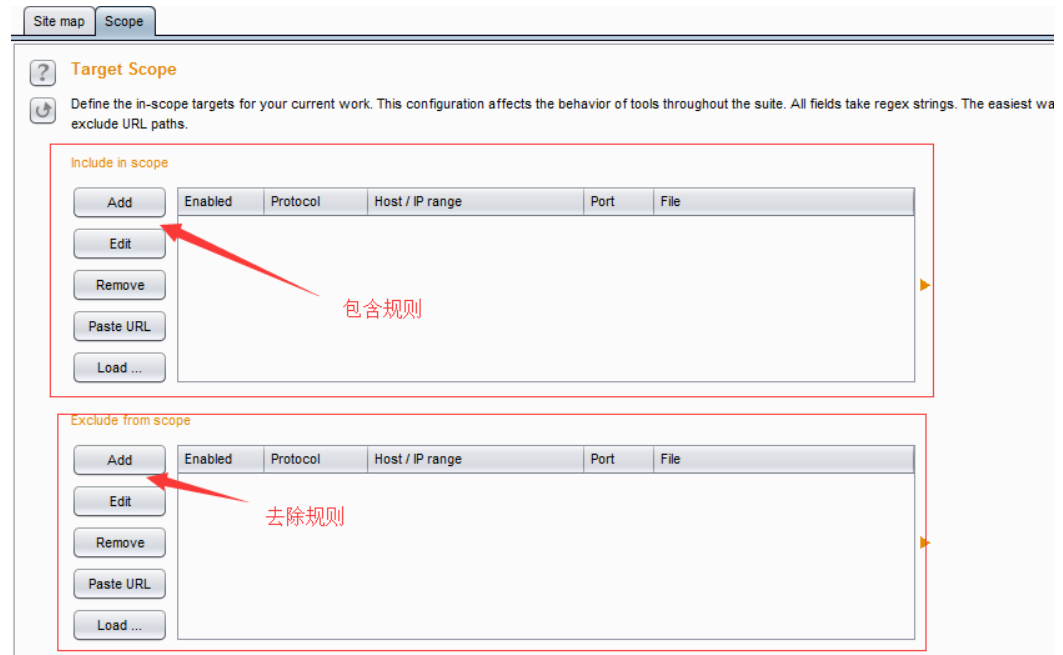 Site map Scope
? Target Scope
Define the in-scope targets for your current work. This configuration affects the behavior of tools throughout the suite. All fields take regex strings. The easiest wa
exclude URL paths.
Include in scope
Add Enabled Protocol Host / IP range Port File
Edit
Remove
包含规则
Paste URL
Load ...
Exclude from scope
Add Enabled Protocol Host / IP range Port File
Edit
去除规则
Remove
Paste URL
Load ...